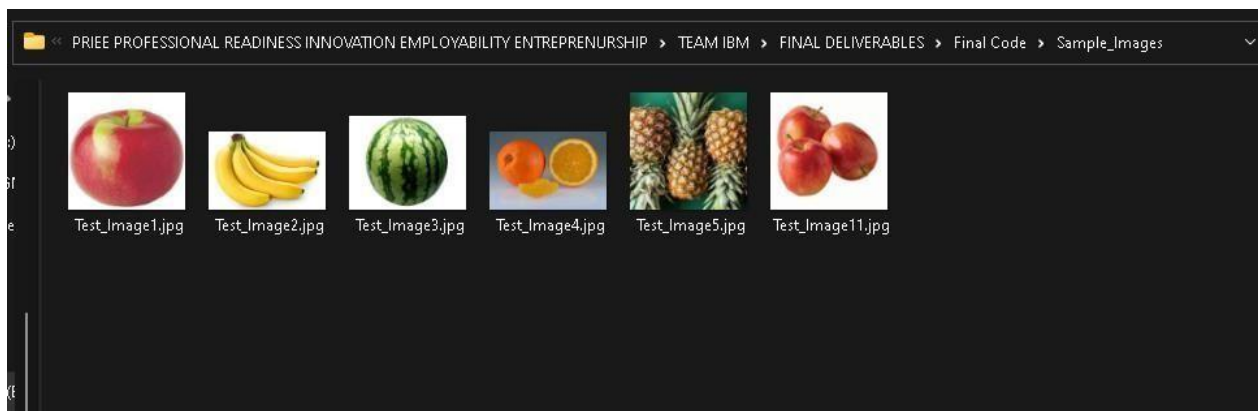 « PRIEE PROFESSIONAL READINESS INNOVATION EMPLOYABILITY ENTREPRENURSHIP > TEAM IBM > FINAL DELIVERABLES > Final Code > Sample_Images
Test_Image1.jpg Test_Image2.jpg Test_Image3.jpg Test_Image4.jpg Test_Image5.jpg Test_Image11.jpg